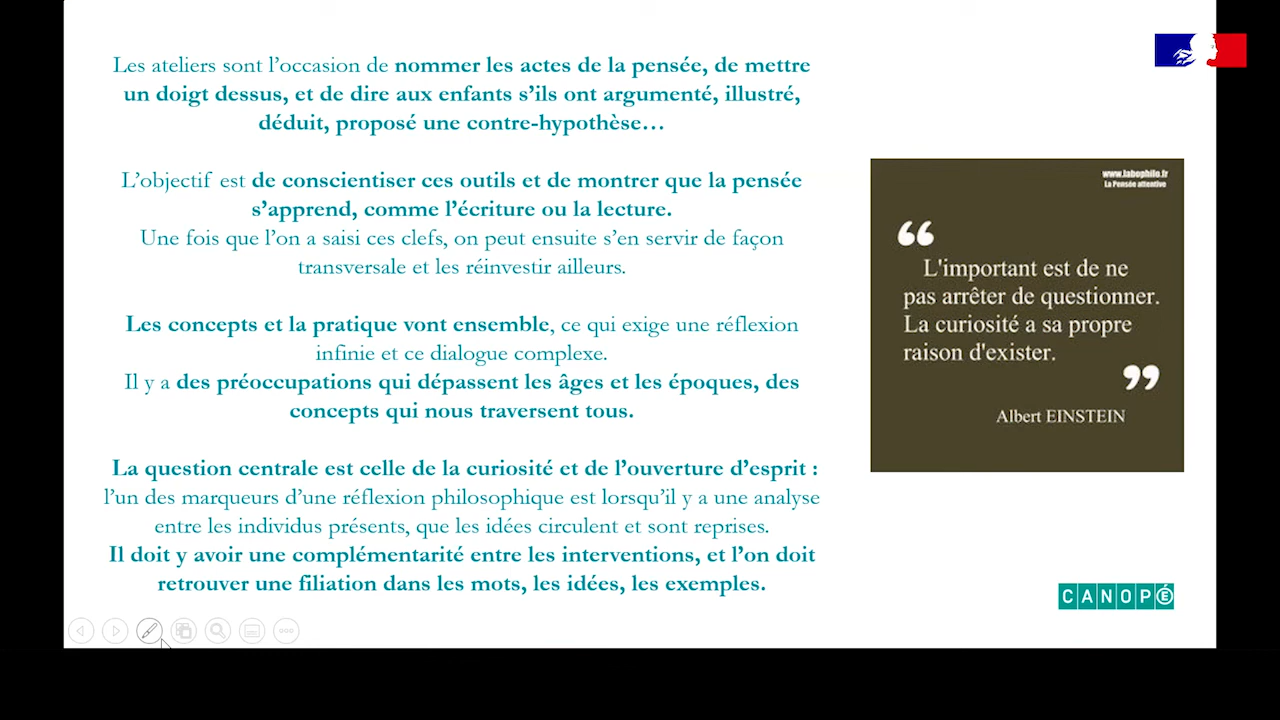 Les ateliers sont l'occasion de nommer les actes de la pensée, de mettre
un doigt dessus, et de dire aux enfants s'ils ont argumenté, illustré,
déduit, proposé une contre-hypothèse…
L'objectif est de conscientiser ces outils et de montrer que la pensée
s'apprend, comme l'écriture ou la lecture.
Une fois que l'on a saisi ces clefs, on peut ensuite s'en servir de façon
transversale et les réinvestir ailleurs.
Les concepts et la pratique vont ensemble, ce qui exige une réflexion
infinie et ce dialogue complexe.
Il y a des préoccupations qui dépassent les âges et les époques, des
concepts qui nous traversent tous.
La question centrale est celle de la curiosité et de l'ouverture d'esprit :
l'un des marqueurs d'une réflexion philosophique est lorsqu'il y a une analyse
entre les individus présents, que les idées circulent et sont reprises.
Il doit y avoir une complémentarité entre les interventions, et l'on doit
retrouver une filiation dans les mots, les idées, les exemples.
www.labophilo.fr
La Pensée attentive
“
L'important est de ne
pas arrêter de questionner.
La curiosité a sa propre
raison d'exister.
”
Albert EINSTEIN
CANOPÉ